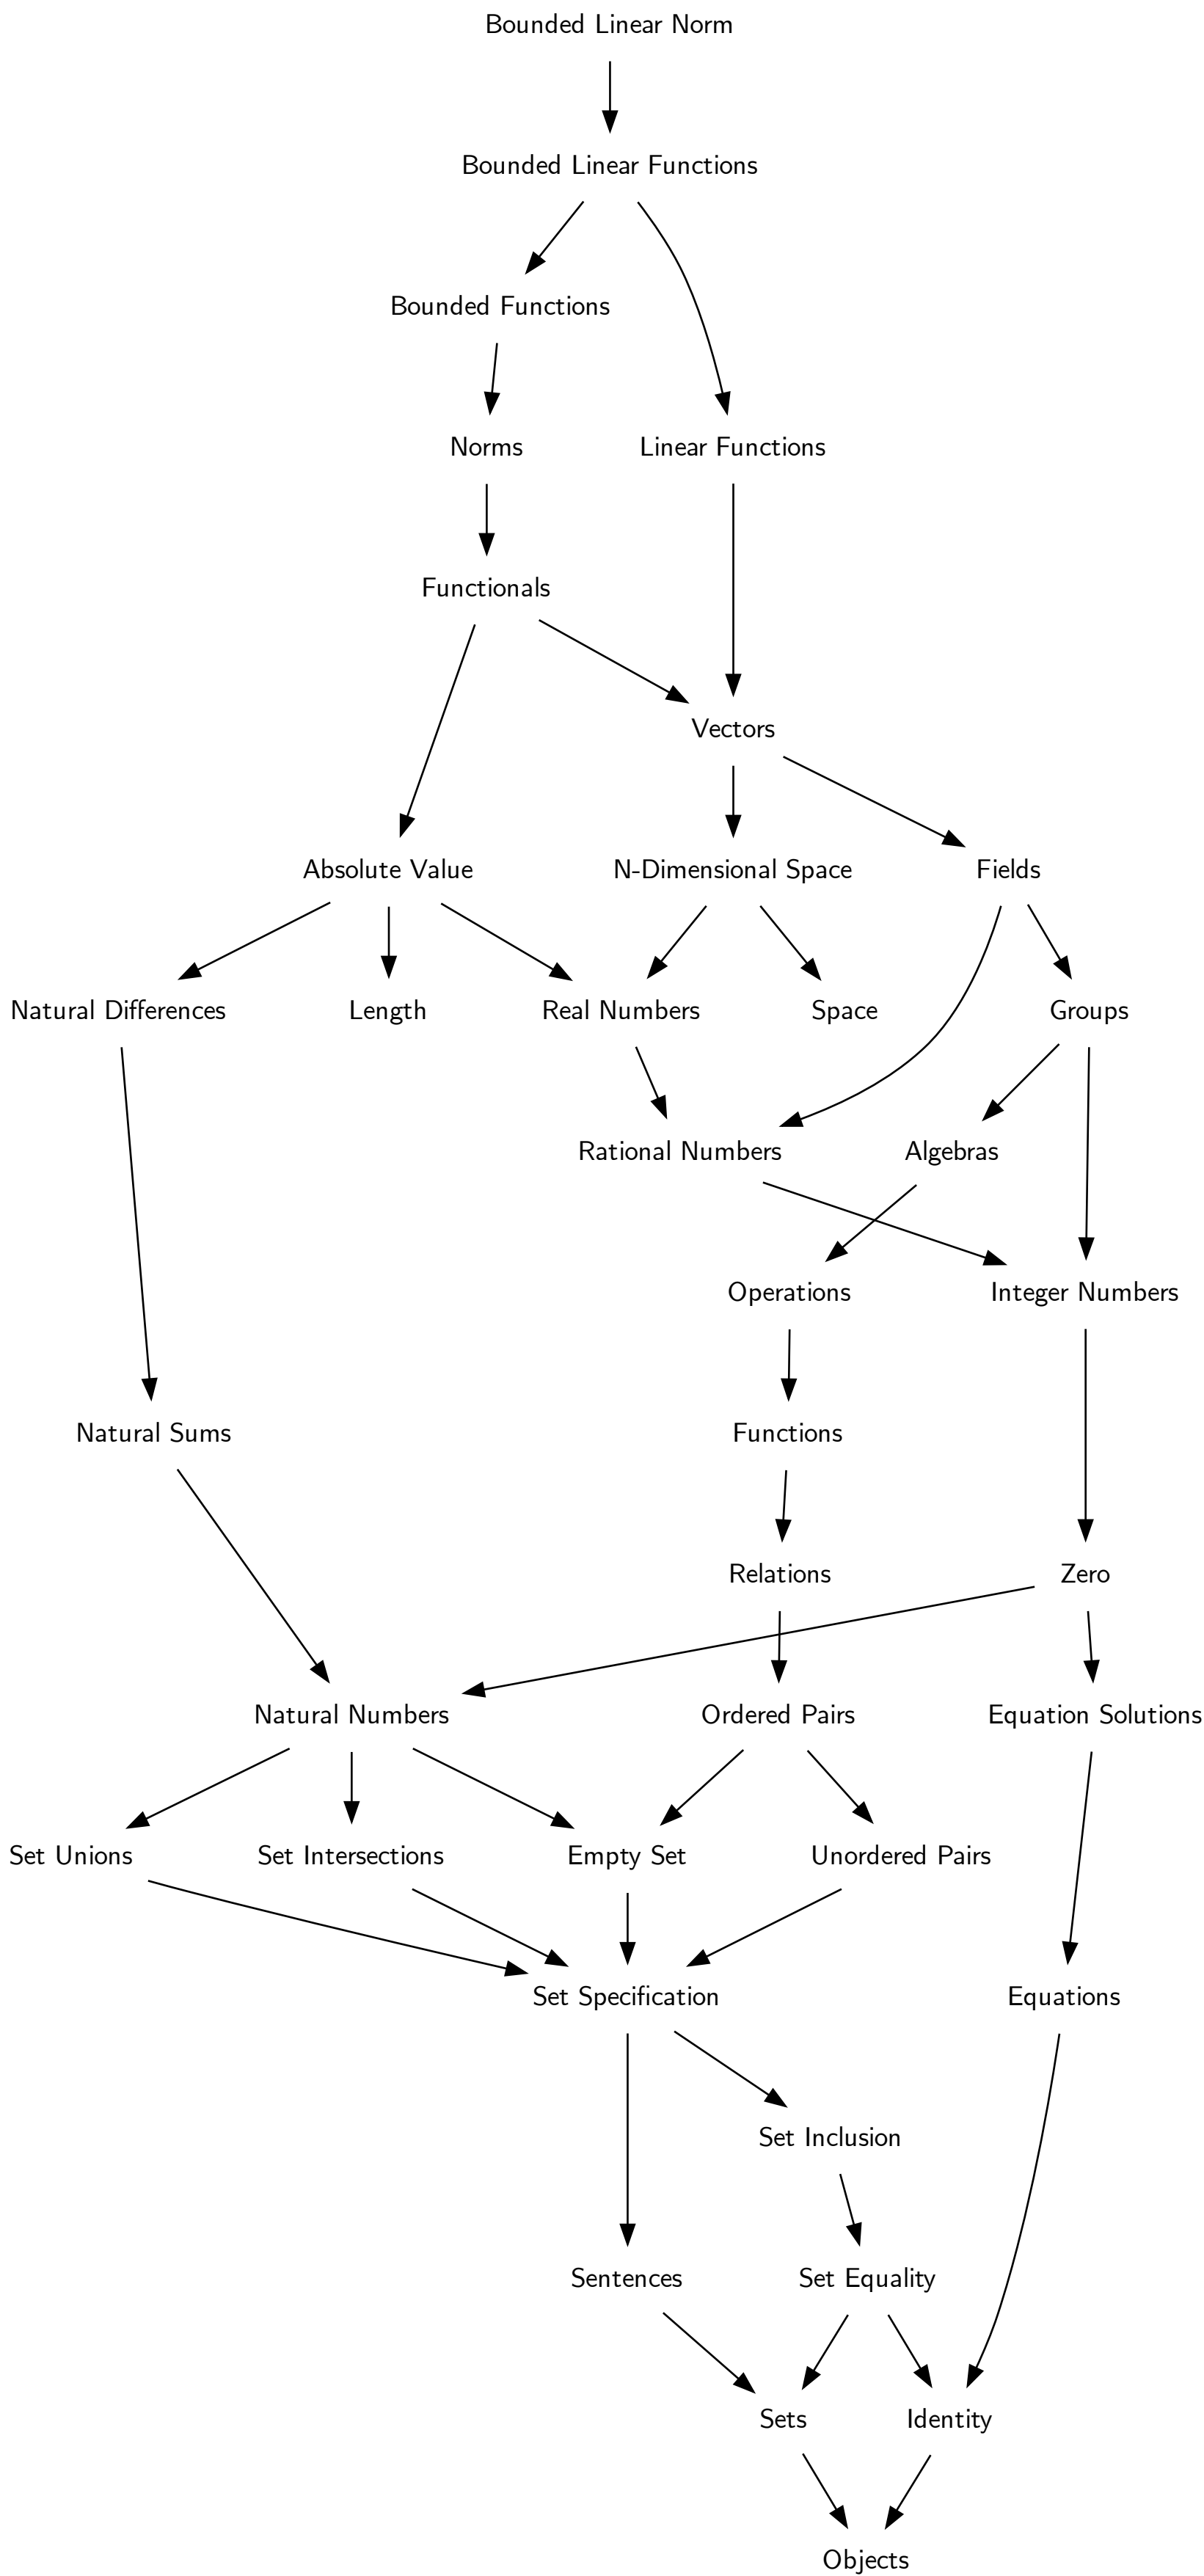 Bounded Linear Norm
Bounded Linear Functions
Bounded Functions
Norms
Linear Functions
Functionals
Vectors
Absolute Value
N-Dimensional Space
Fields
Natural Differences
Length
Real Numbers
Space
Groups
Rational Numbers
Algebras
Operations
Integer Numbers
Natural Sums
Functions
Relations
Zero
Natural Numbers
Ordered Pairs
Equation Solutions
Set Unions
Set Intersections
Empty Set
Unordered Pairs
Set Specification
Equations
Set Inclusion
Sentences
Set Equality
Sets
Identity
Objects